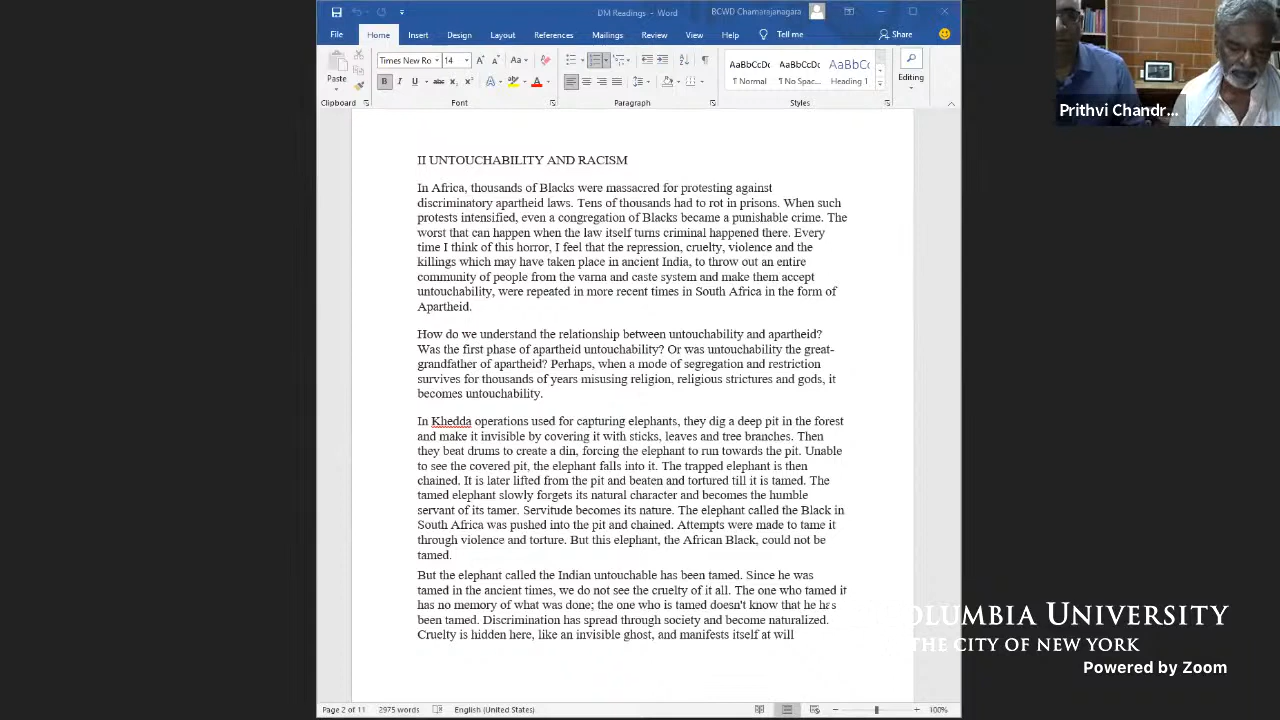 DM Readings - Word
BCWD Chamarajanagara
File Home Insert Design Layout References Mailings Review View Help Tell me Share
Paste
Times New Ro 14
Aa
B I U abc x₂ x²
AaBbCcDc AaBbCcDc AaBbCc
¶ Normal ¶ No Spac... Heading 1
Editing
Clipboard Font Paragraph Styles
Prithvi Chandr...
II UNTOUCHABILITY AND RACISM
In Africa, thousands of Blacks were massacred for protesting against
discriminatory apartheid laws. Tens of thousands had to rot in prisons. When such
protests intensified, even a congregation of Blacks became a punishable crime. The
worst that can happen when the law itself turns criminal happened there. Every
time I think of this horror, I feel that the repression, cruelty, violence and the
killings which may have taken place in ancient India, to throw out an entire
community of people from the varna and caste system and make them accept
untouchability, were repeated in more recent times in South Africa in the form of
Apartheid.
How do we understand the relationship between untouchability and apartheid?
Was the first phase of apartheid untouchability? Or was untouchability the great-
grandfather of apartheid? Perhaps, when a mode of segregation and restriction
survives for thousands of years misusing religion, religious strictures and gods, it
becomes untouchability.
In Khedda operations used for capturing elephants, they dig a deep pit in the forest
and make it invisible by covering it with sticks, leaves and tree branches. Then
they beat drums to create a din, forcing the elephant to run towards the pit. Unable
to see the covered pit, the elephant falls into it. The trapped elephant is then
chained. It is later lifted from the pit and beaten and tortured till it is tamed. The
tamed elephant slowly forgets its natural character and becomes the humble
servant of its tamer. Servitude becomes its nature. The elephant called the Black in
South Africa was pushed into the pit and chained. Attempts were made to tame it
through violence and torture. But this elephant, the African Black, could not be
tamed.
But the elephant called the Indian untouchable has been tamed. Since he was
tamed in the ancient times, we do not see the cruelty of it all. The one who tamed it
has no memory of what was done; the one who is tamed doesn't know that he has
been tamed. Discrimination has spread through society and become naturalized.
Cruelty is hidden here, like an invisible ghost, and manifests itself at will
COLUMBIA UNIVERSITY
THE CITY OF NEW YORK
Powered by Zoom
Page 2 of 11 2975 words English (United States) 100%